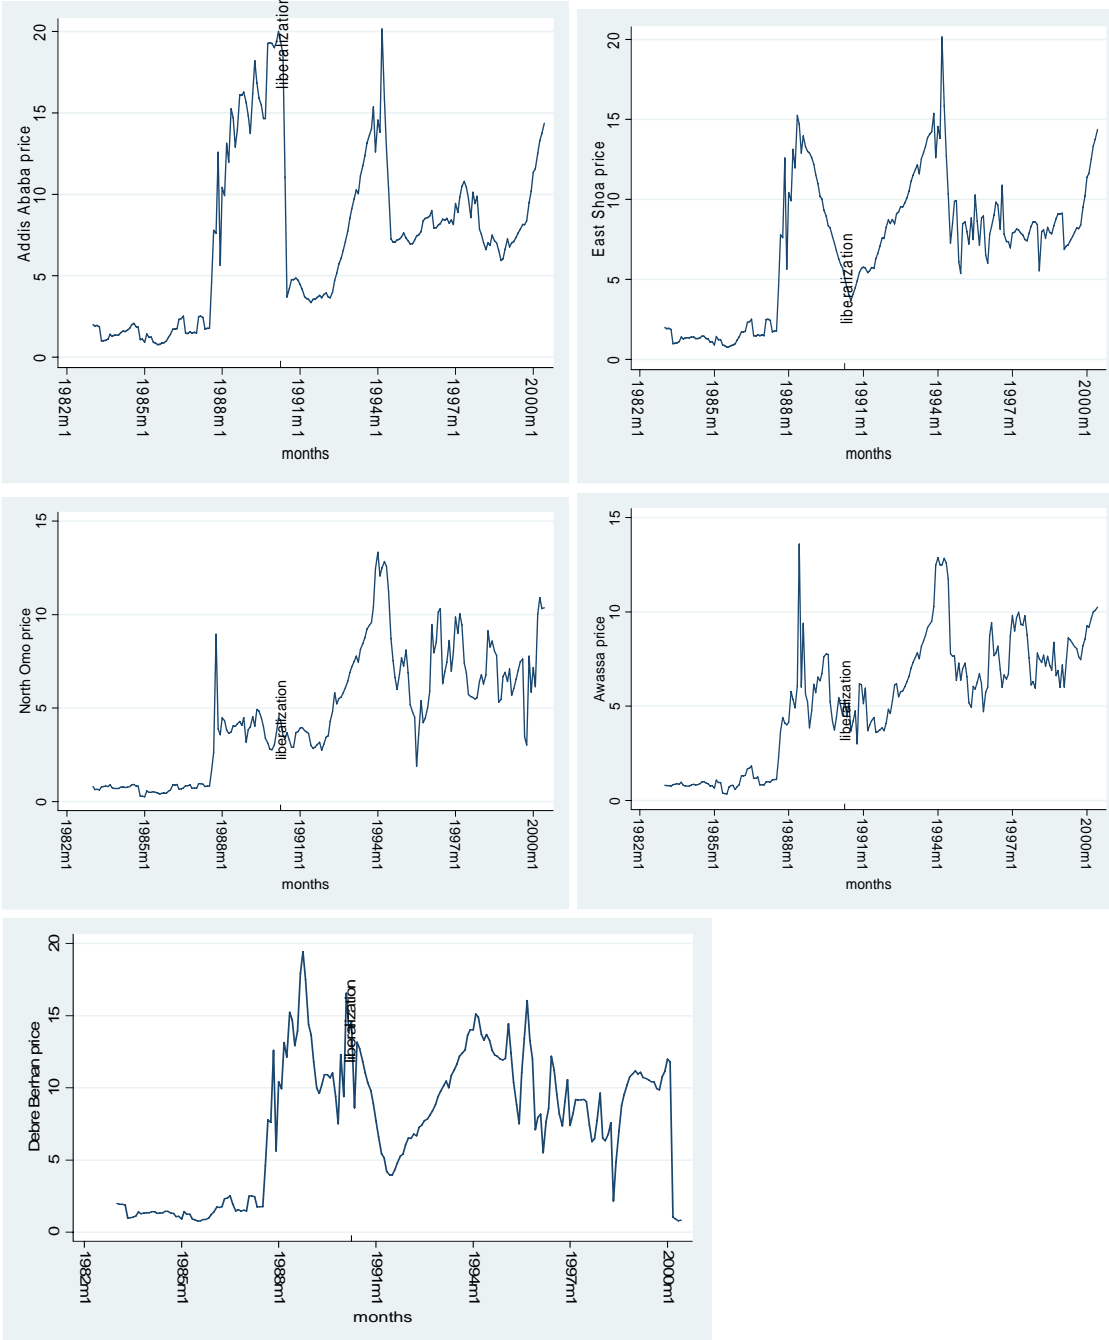 Addis Ababa price
20
15
10
5
0
liberalization
1982m1
1985m1
1988m1
1991m1
1994m1
1997m1
2000m1
months
East Shoa price
20
15
10
5
0
liberalization
1982m1
1985m1
1988m1
1991m1
1994m1
1997m1
2000m1
months
North Omo price
15
10
5
0
liberalization
1982m1
1985m1
1988m1
1991m1
1994m1
1997m1
2000m1
months
Awassa price
15
10
5
0
liberalization
1982m1
1985m1
1988m1
1991m1
1994m1
1997m1
2000m1
months
Debre Berhan price
20
15
10
5
0
liberalization
1982m1
1985m1
1988m1
1991m1
1994m1
1997m1
2000m1
months